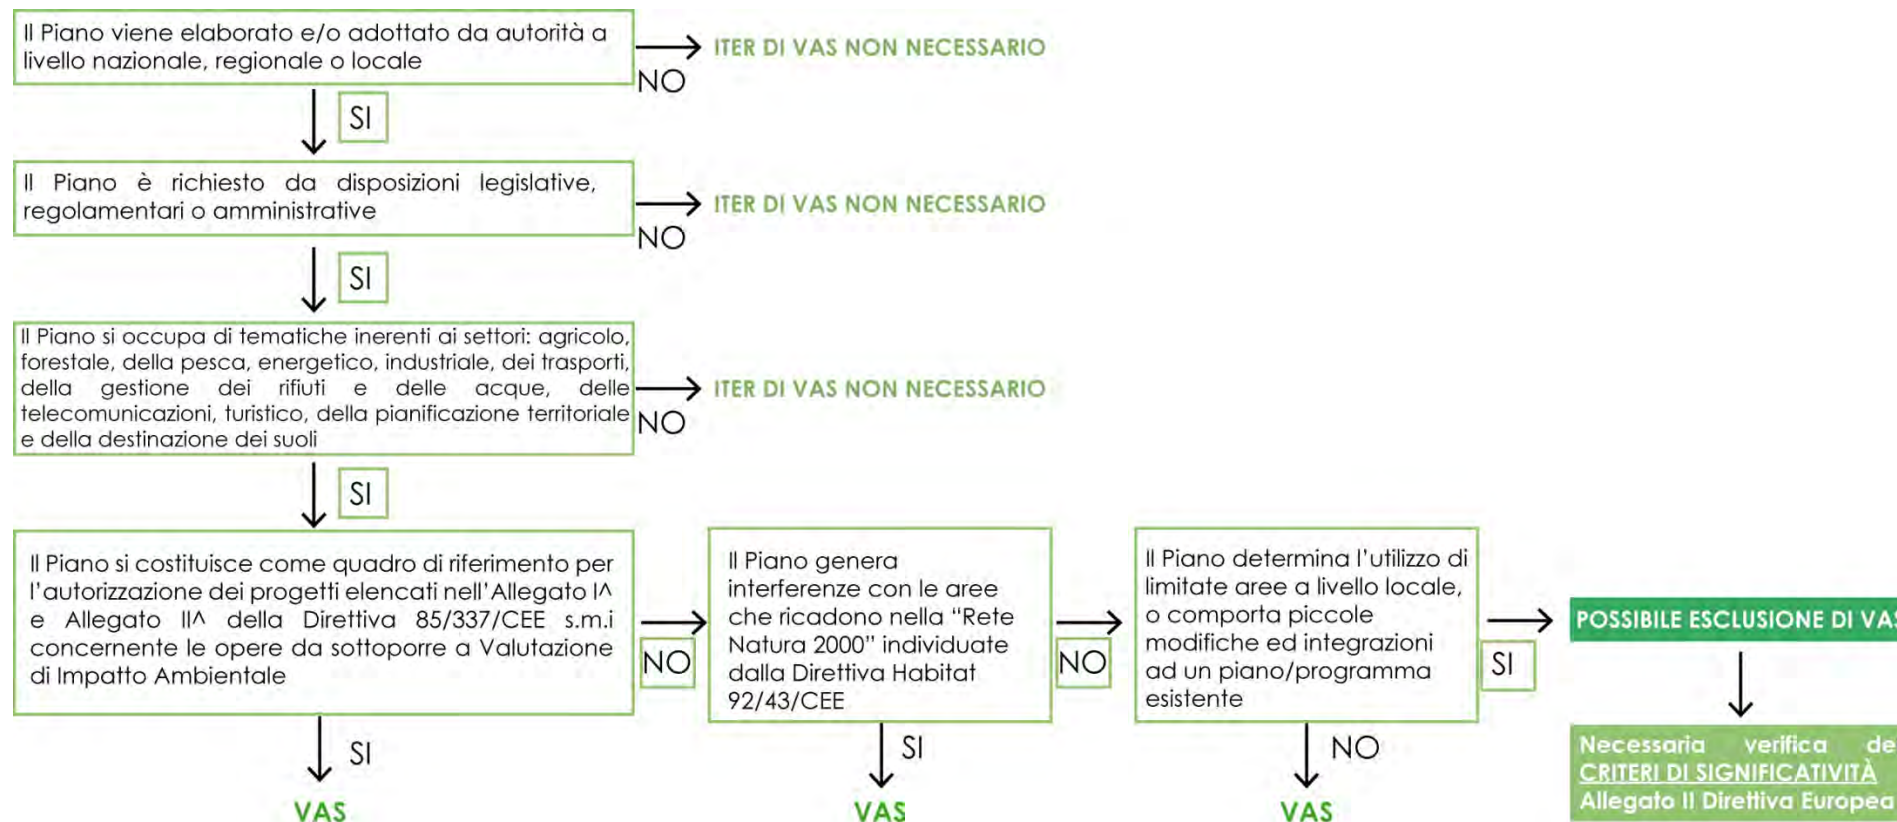 Il Piano viene elaborato e/o adottato da autorità a
livello nazionale, regionale o locale
NO
ITER DI VAS NON NECESSARIO
SI
Il Piano è richiesto da disposizioni legislative,
regolamentari o amministrative
NO
ITER DI VAS NON NECESSARIO
SI
Il Piano si occupa di tematiche inerenti ai settori: agricolo,
forestale, della pesca, energetico, industriale, dei trasporti,
della gestione dei rifiuti e delle acque, delle
telecomunicazioni, turistico, della pianificazione territoriale
e della destinazione dei suoli
NO
ITER DI VAS NON NECESSARIO
SI
Il Piano si costituisce come quadro di riferimento per
l'autorizzazione dei progetti elencati nell'Allegato I^
e Allegato II^ della Direttiva 85/337/CEE s.m.i
concernente le opere da sottoporre a Valutazione
di Impatto Ambientale
NO
SI
VAS
Il Piano genera
interferenze con le aree
che ricadono nella "Rete
Natura 2000" individuate
dalla Direttiva Habitat
92/43/CEE
NO
SI
VAS
Il Piano determina l'utilizzo di
limitate aree a livello locale,
o comporta piccole
modifiche ed integrazioni
ad un piano/programma
esistente
SI
NO
VAS
POSSIBILE ESCLUSIONE DI VAS
Necessaria verifica de
CRITERI DI SIGNIFICATIVITÀ
Allegato II Direttiva Europea